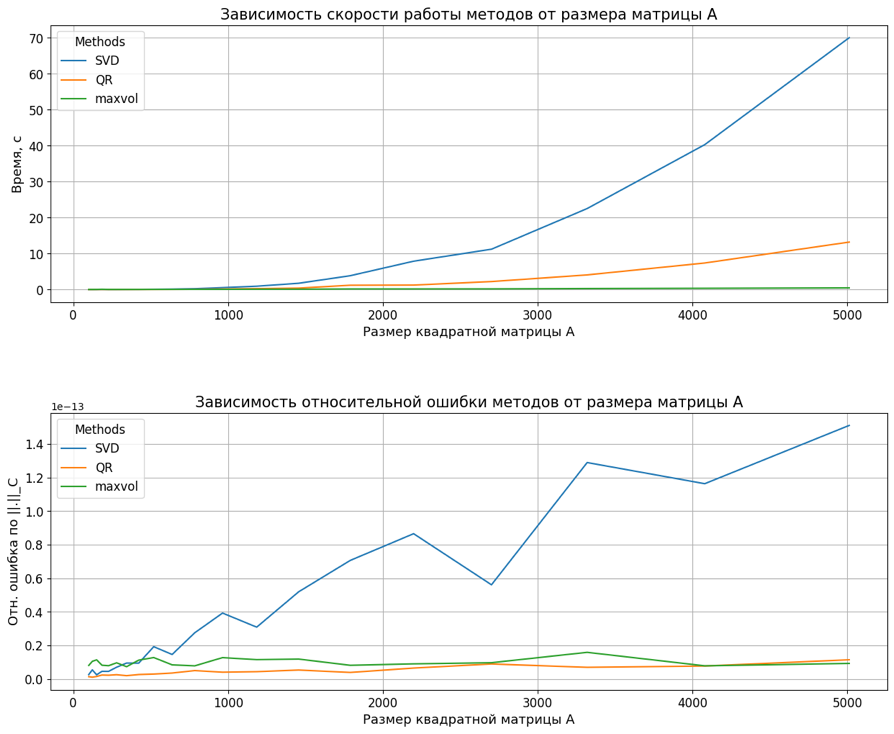 Зависимость скорости работы методов от размера матрицы A
70
60
50
40
30
20
10
0
Время, с
Methods
SVD
QR
maxvol
0 1000 2000 3000 4000 5000
Размер квадратной матрицы A
Зависимость относительной ошибки методов от размера матрицы A
1e−13
1.4
1.2
1.0
0.8
0.6
0.4
0.2
0.0
Отн. ошибка по ||.||_C
Methods
SVD
QR
maxvol
0 1000 2000 3000 4000 5000
Размер квадратной матрицы A